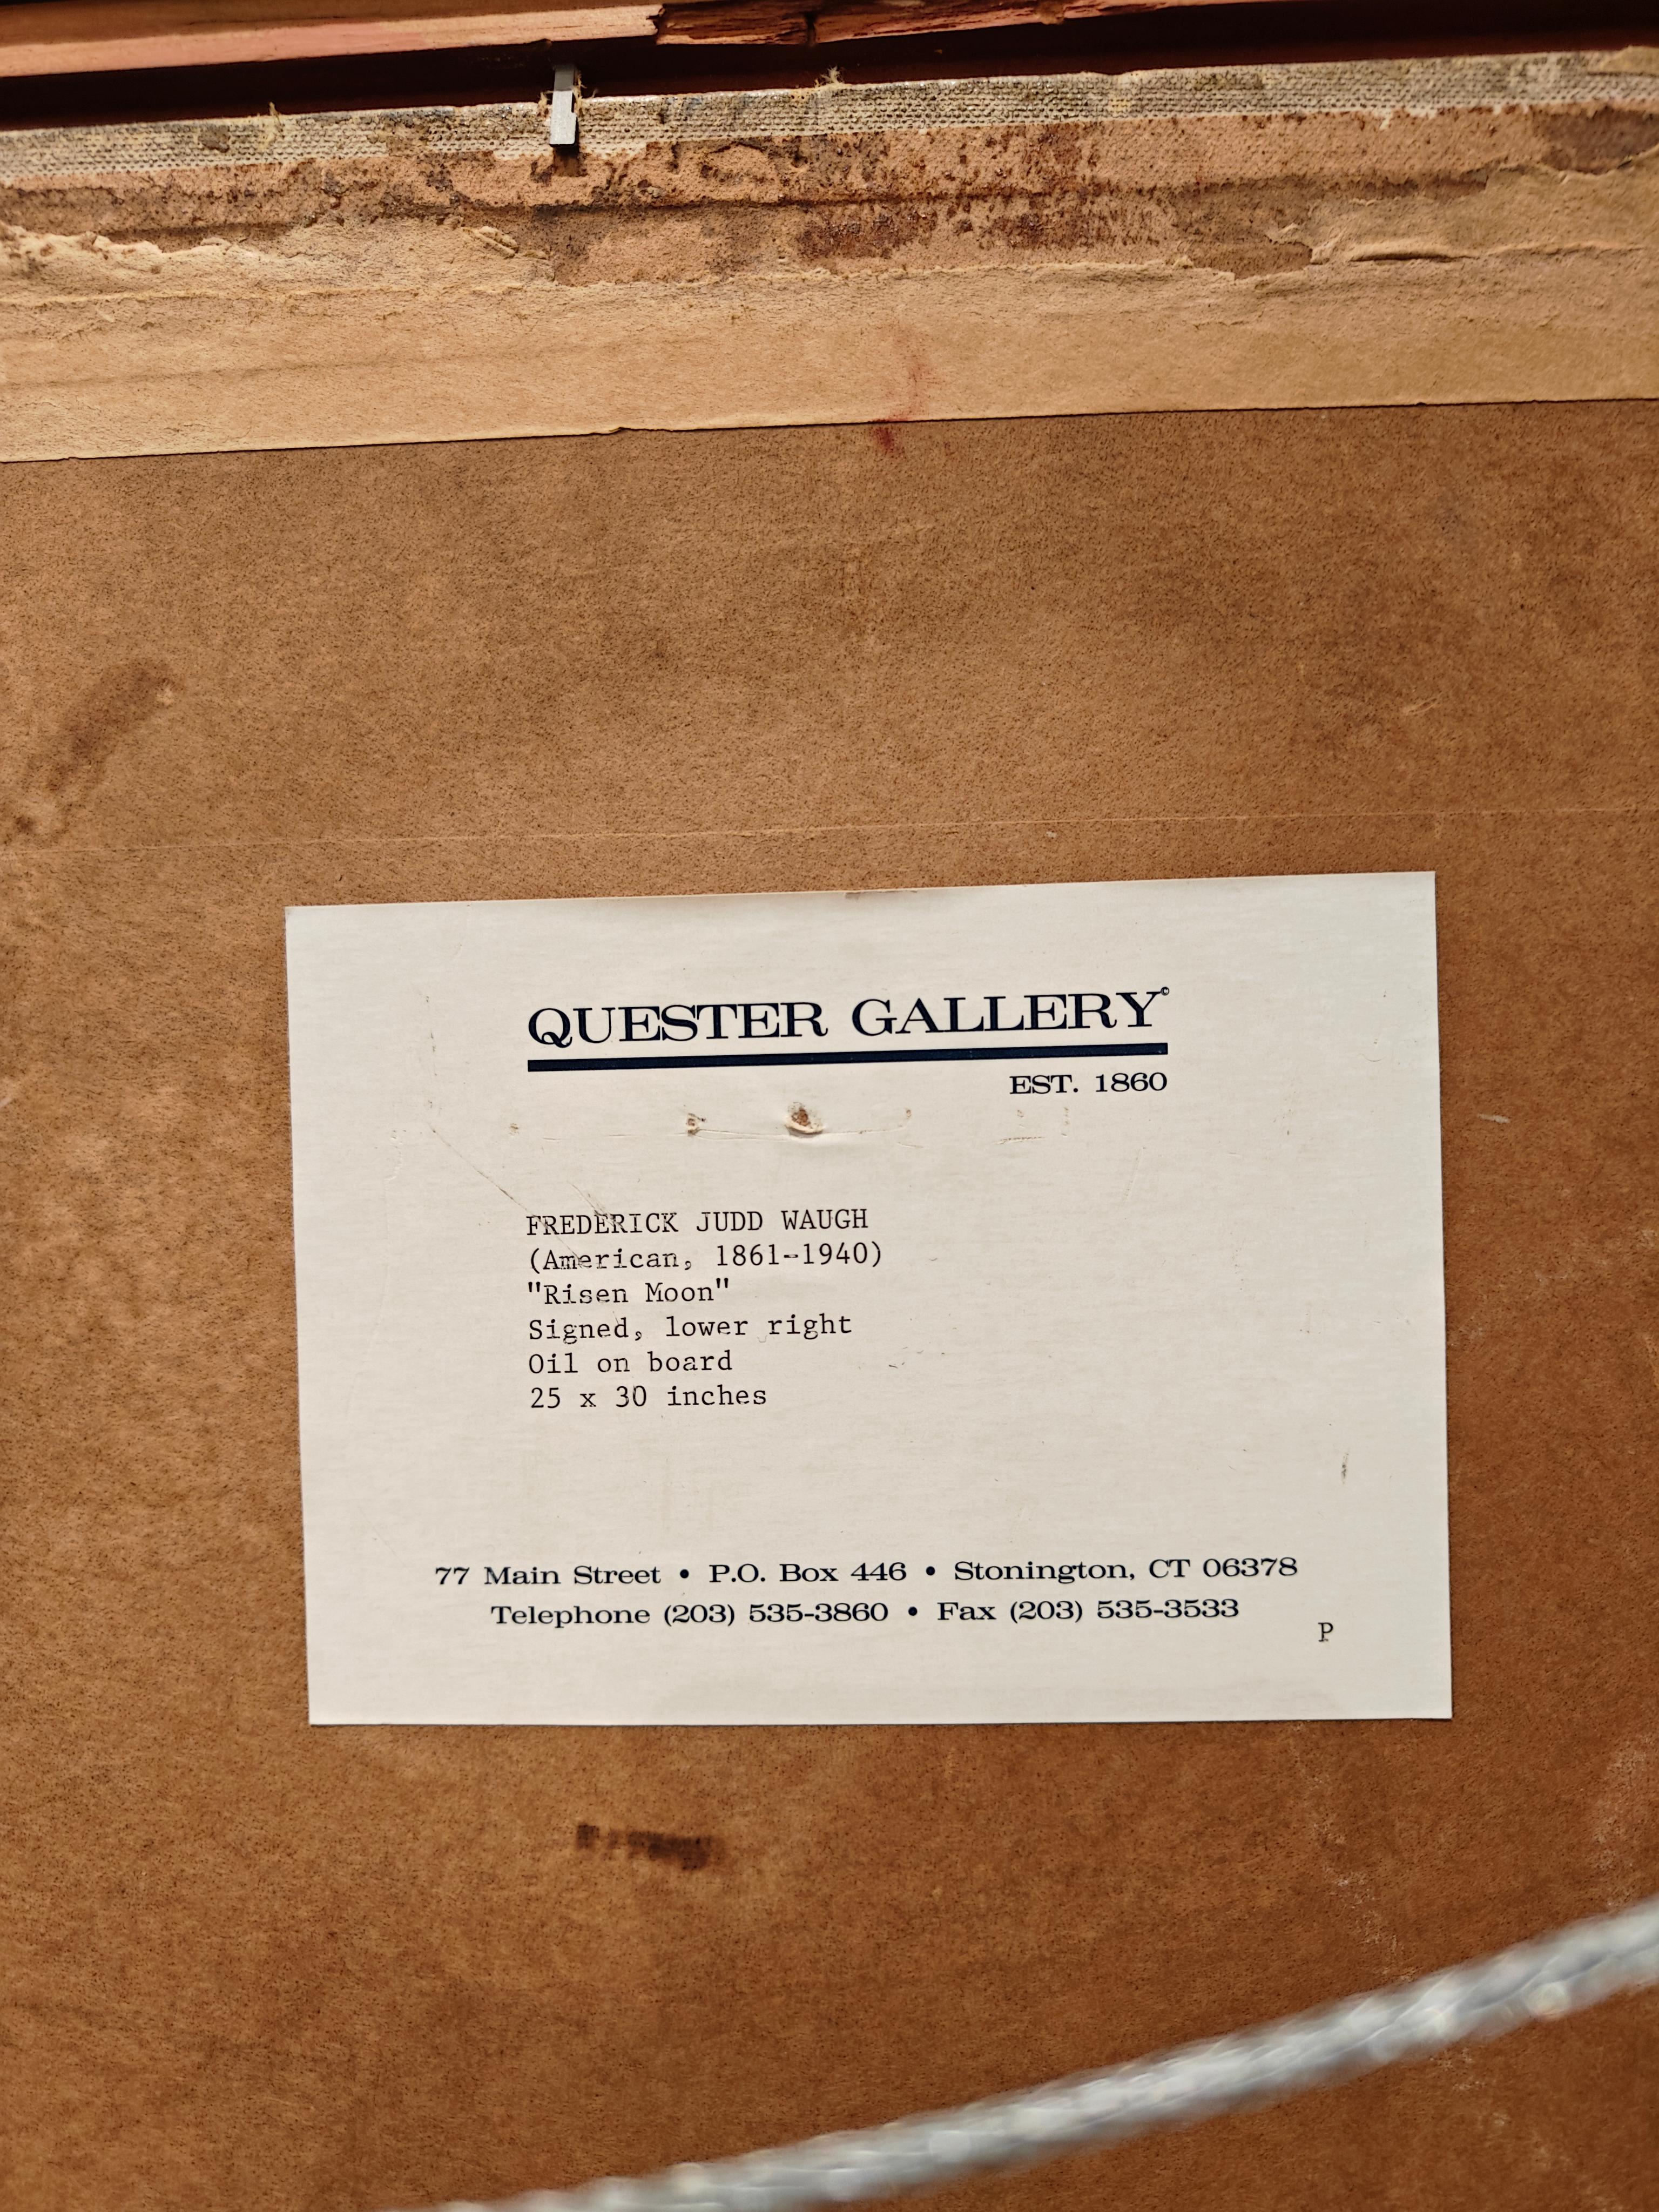 QUESTER GALLERY©
EST. 1860
FREDERICK JUDD WAUGH
(American, 1861-1940)
"Risen Moon"
Signed, lower right
Oil on board
25 x 30 inches
77 Main Street • P.O. Box 446 • Stonington, CT 06378
Telephone (203) 535-3860 • Fax (203) 535-3533
P